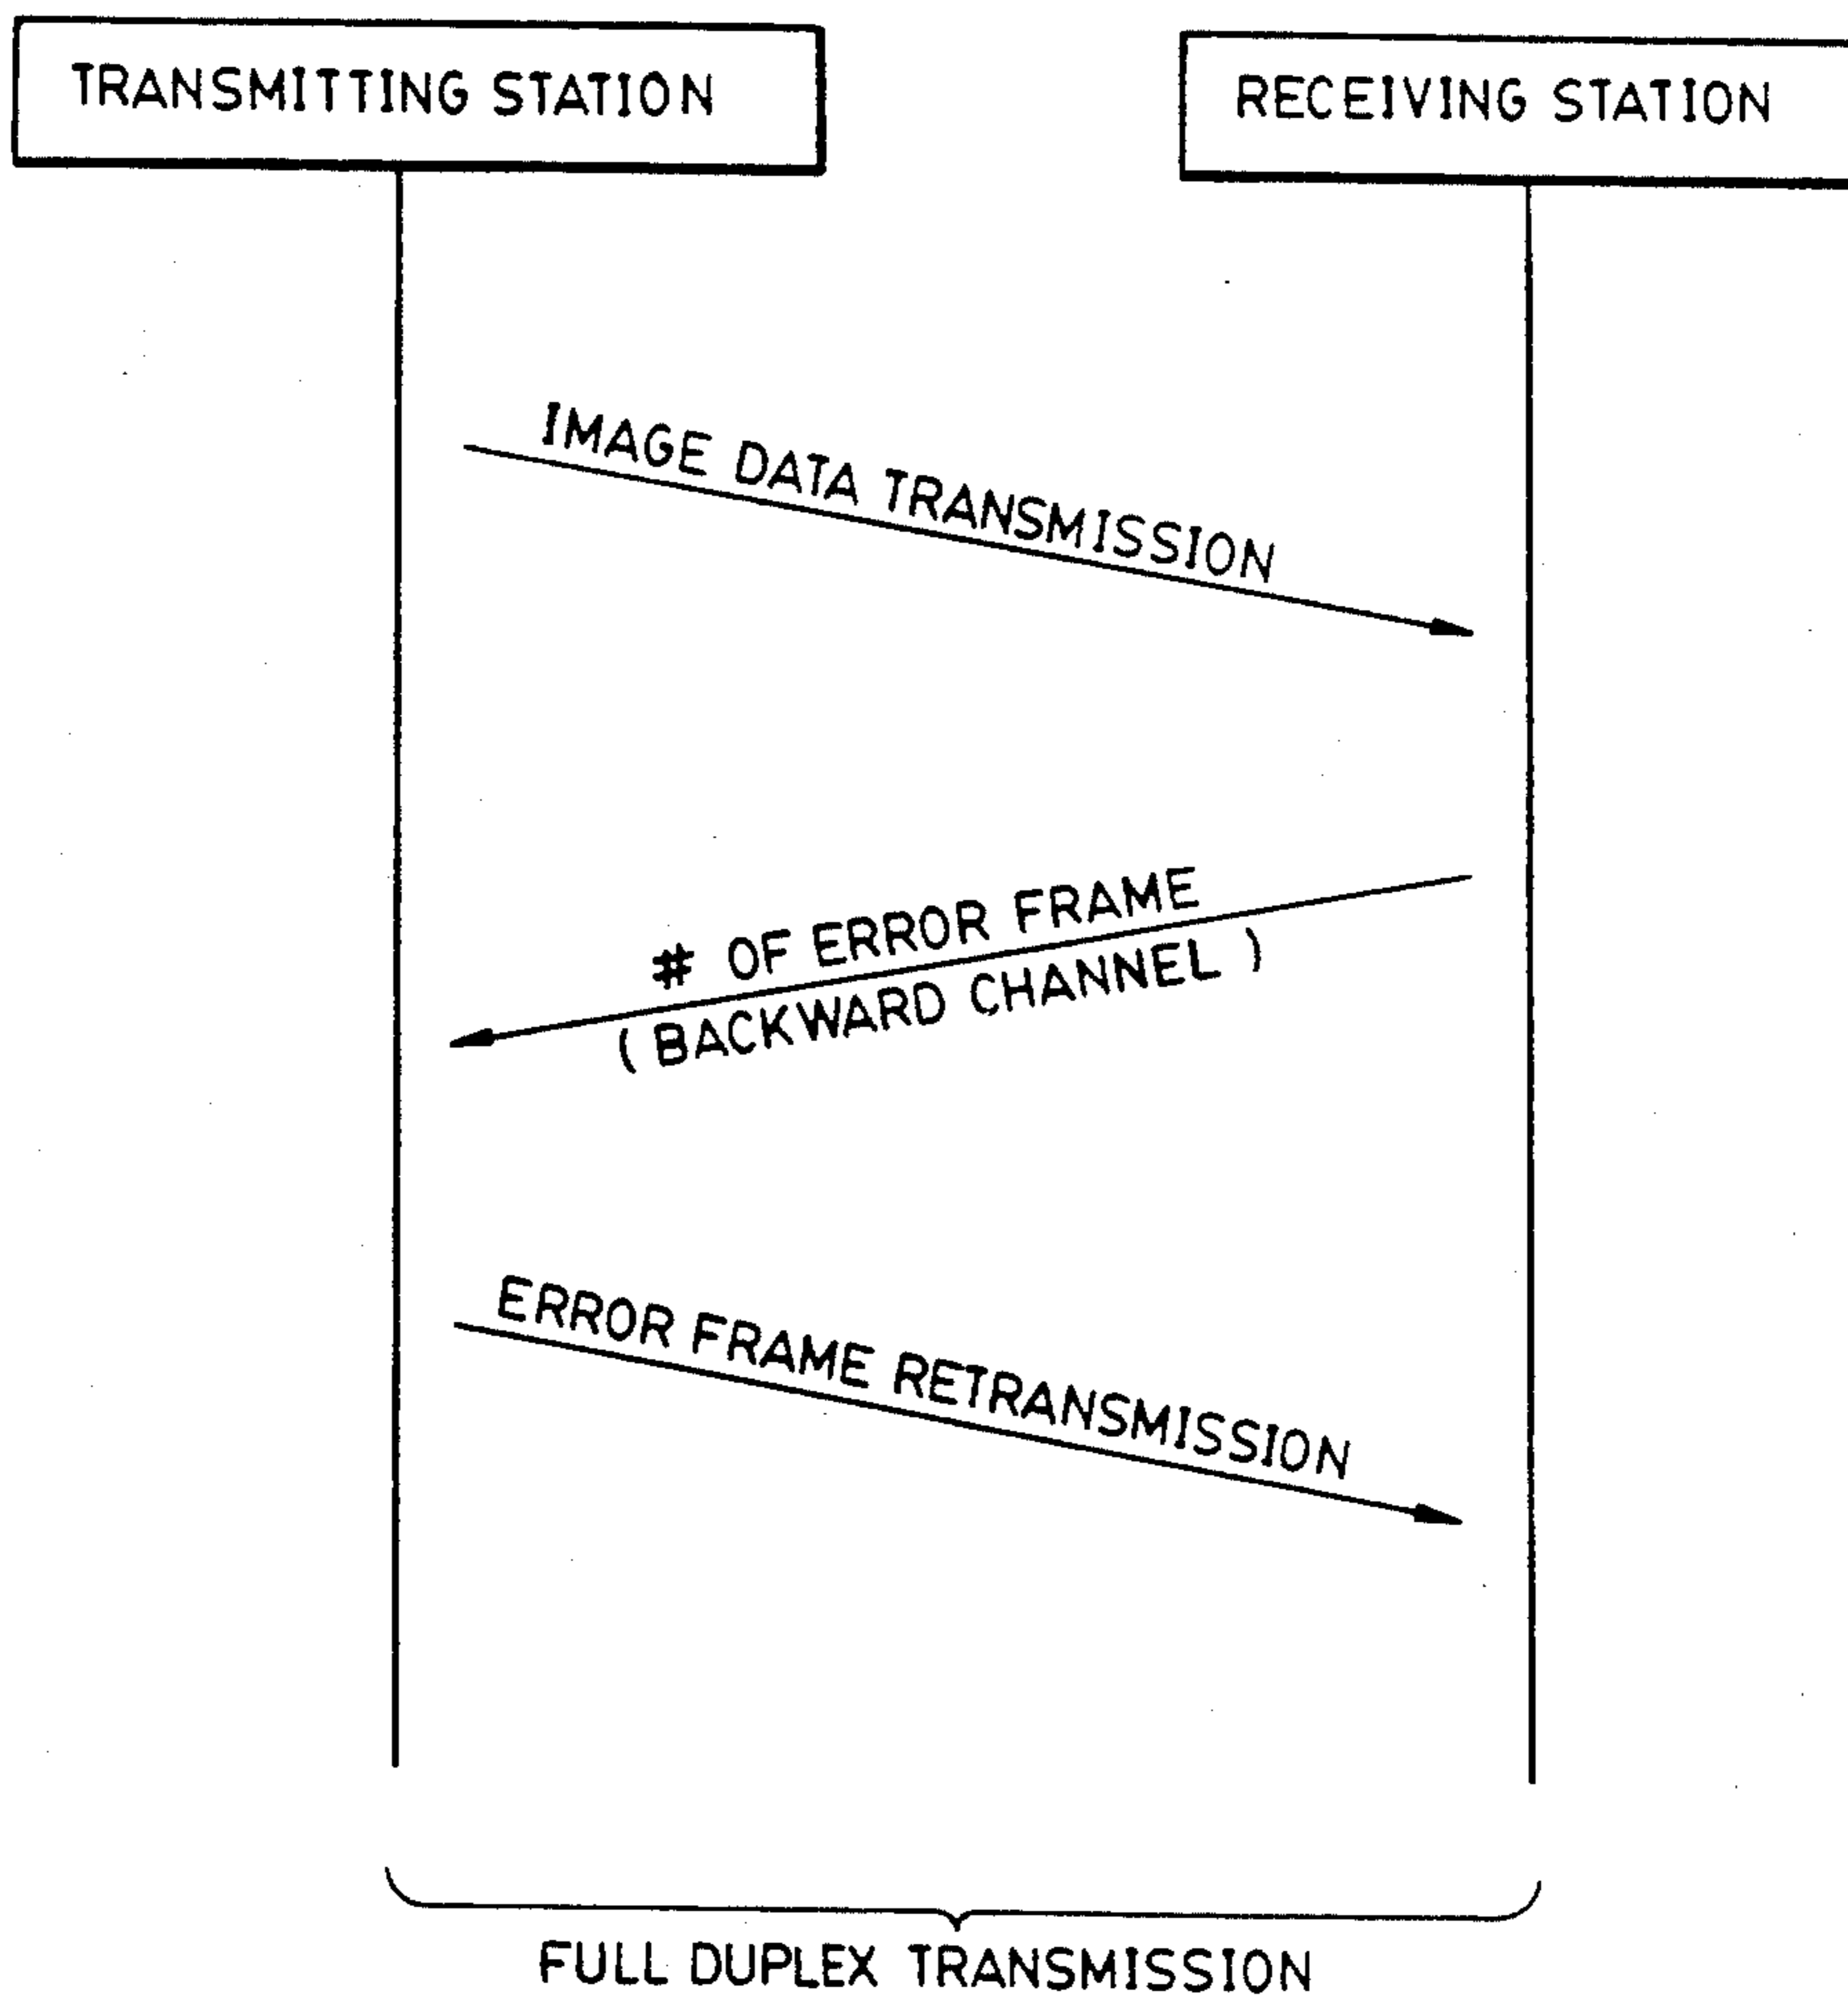 TRANSMITTING STATION
RECEIVING STATION
IMAGE DATA TRANSMISSION
# OF ERROR FRAME
( BACKWARD CHANNEL )
ERROR FRAME RETRANSMISSION
FULL DUPLEX TRANSMISSION